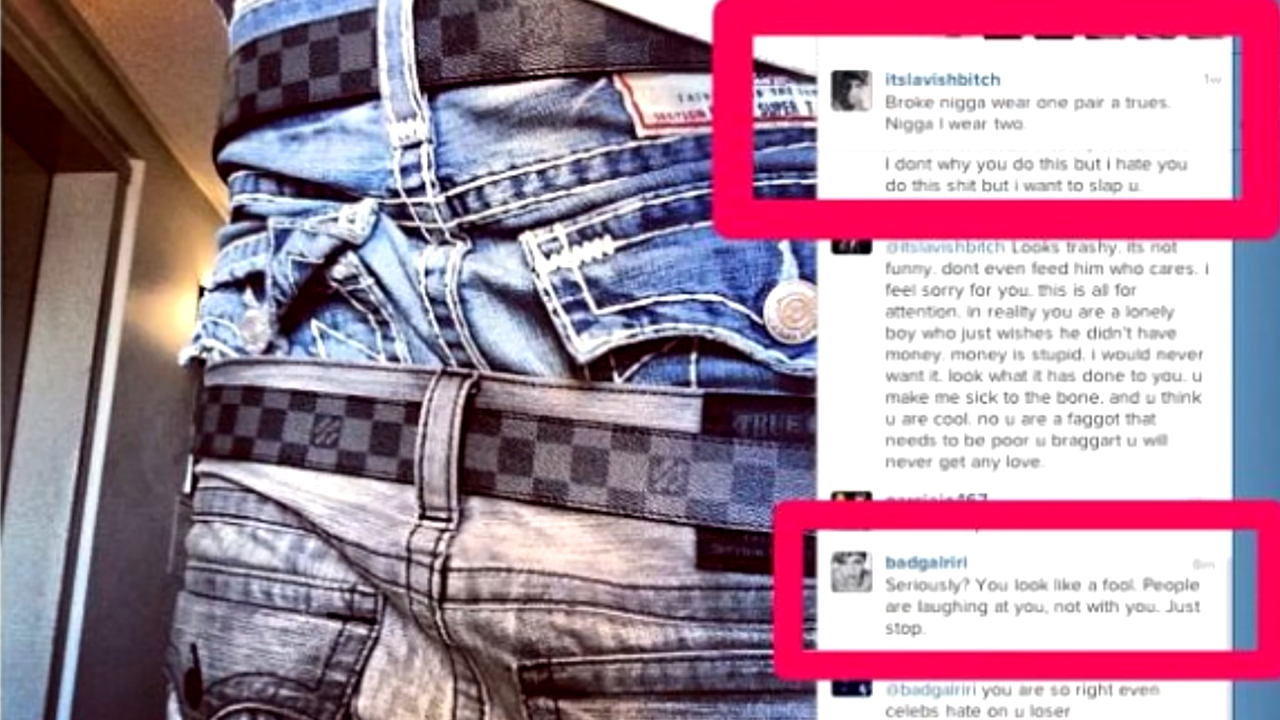 SUPER T
TRUE
itslavishbitch 1w
Broke nigga wear one pair a trues.
Nigga I wear two.
I dont why you do this but i hate you
do this shit but i want to slap u.
@itslavishbitch Looks trashy. its not
funny. dont even feed him who cares. i
feel sorry for you. this is all for
attention. in reality you are a lonely
boy who just wishes he didn't have
money. money is stupid. i would never
want it. look what it has done to you. u
make me sick to the bone. and u think
u are cool. no u are a faggot that
needs to be poor u braggart u will
never get any love.
badgalriri 8m
Seriously? You look like a fool. People
are laughing at you, not with you. Just
stop.
@badgalriri you are so right even
celebs hate on u loser